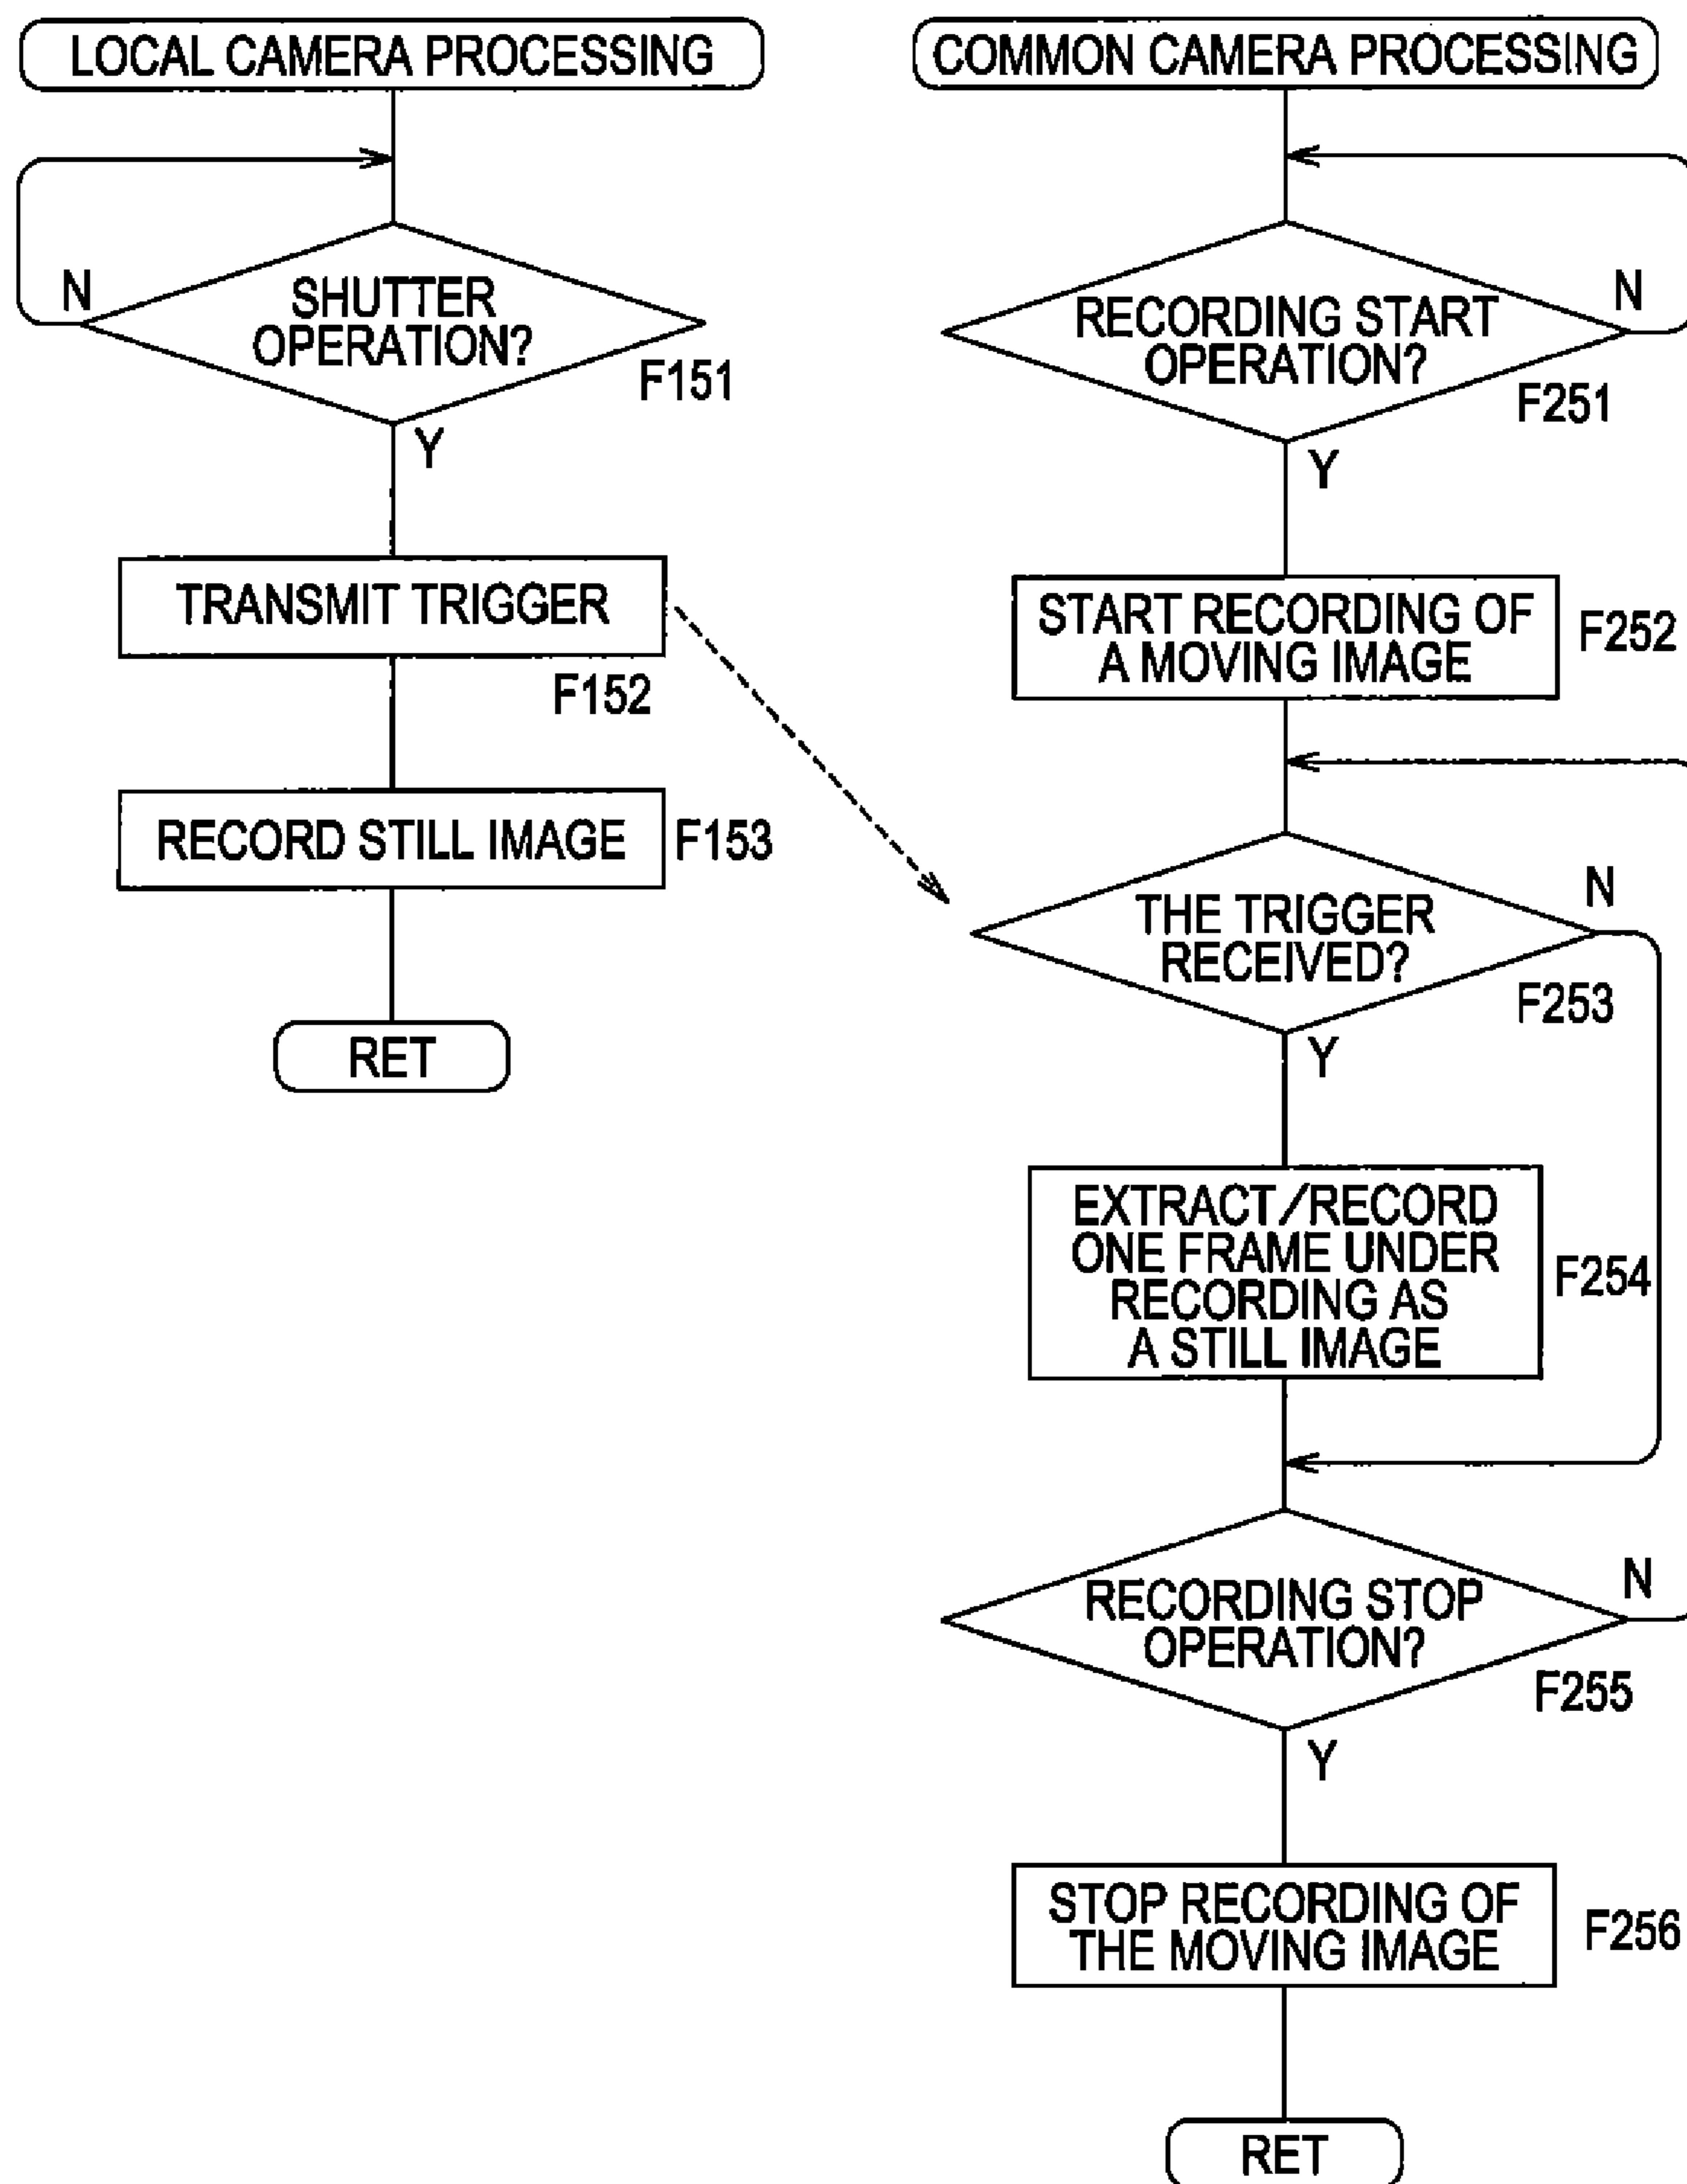 LOCAL CAMERA PROCESSING
N
SHUTTER
OPERATION?
F151
Y
TRANSMIT TRIGGER
F152
RECORD STILL IMAGE
F153
RET
COMMON CAMERA PROCESSING
RECORDING START
OPERATION?
N
F251
Y
START RECORDING OF
A MOVING IMAGE
F252
THE TRIGGER
RECEIVED?
N
F253
Y
EXTRACT/RECORD
ONE FRAME UNDER
RECORDING AS
A STILL IMAGE
F254
RECORDING STOP
OPERATION?
N
F255
Y
STOP RECORDING OF
THE MOVING IMAGE
F256
RET